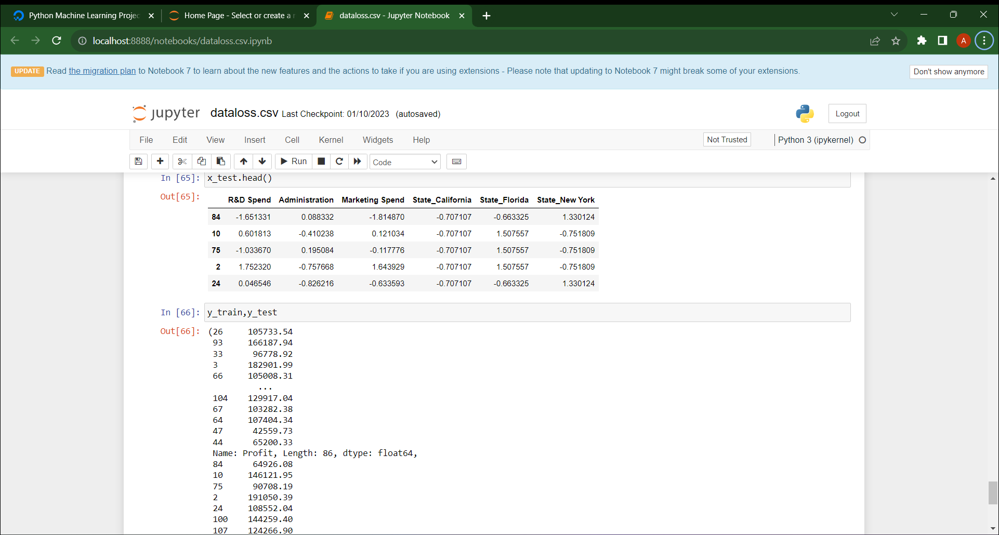 Python Machine Learning Projec
Home Page - Select or create a n
dataloss.csv - Jupyter Notebook
localhost:8888/notebooks/dataloss.csv.ipynb
A
UPDATE Read the migration plan to Notebook 7 to learn about the new features and the actions to take if you are using extensions - Please note that updating to Notebook 7 might break some of your extensions.
Don't show anymore
jupyter dataloss.csv Last Checkpoint: 01/10/2023 (autosaved)
Logout
File Edit View Insert Cell Kernel Widgets Help
Not Trusted
Python 3 (ipykernel)
Run
Code
In [65]: x_test.head()
Out[65]:
R&D Spend Administration Marketing Spend State_California State_Florida State_New York
84 -1.651331 0.088332 -1.814870 -0.707107 -0.663325 1.330124
10 0.601813 -0.410238 0.121034 -0.707107 1.507557 -0.751809
75 -1.033670 0.195084 -0.117776 -0.707107 1.507557 -0.751809
2 1.752320 -0.757668 1.643929 -0.707107 1.507557 -0.751809
24 0.046546 -0.826216 -0.633593 -0.707107 -0.663325 1.330124
In [66]: y_train,y_test
Out[66]: (26 105733.54
93 166187.94
33 96778.92
3 182901.99
66 105008.31
...
104 129917.04
67 103282.38
64 107404.34
47 42559.73
44 65200.33
Name: Profit, Length: 86, dtype: float64,
84 64926.08
10 146121.95
75 90708.19
2 191050.39
24 108552.04
100 144259.40
107 124266.90